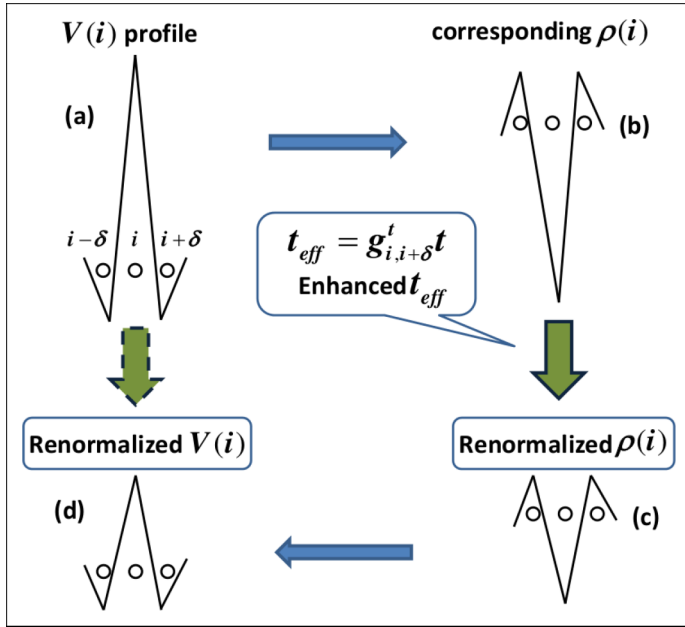 V(i) profile
corresponding ρ(i)
(a)
(b)
i−δ i i+δ
t_eff = g^t_{i,i+δ} t
Enhanced t_eff
Renormalized V(i)
Renormalized ρ(i)
(d)
(c)